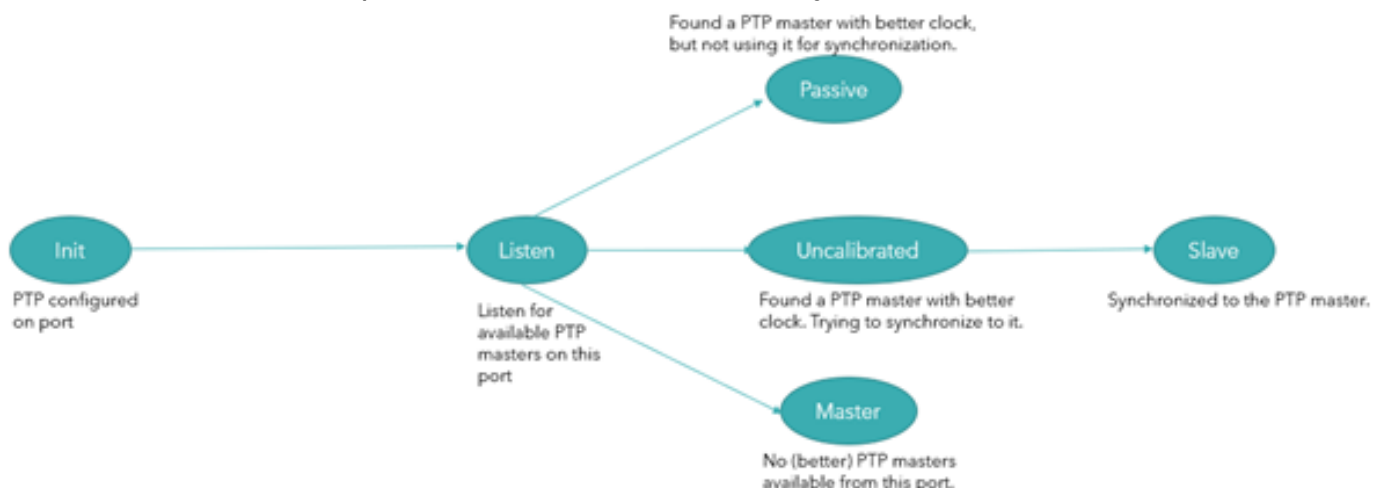 Found a PTP master with better clock,
but not using it for synchronization.
Passive
Init
PTP configured
on port
Listen
Listen for
available PTP
masters on this
port
Uncalibrated
Found a PTP master with better
clock. Trying to synchronize to it.
Slave
Synchronized to the PTP master.
Master
No (better) PTP masters
available from this port.